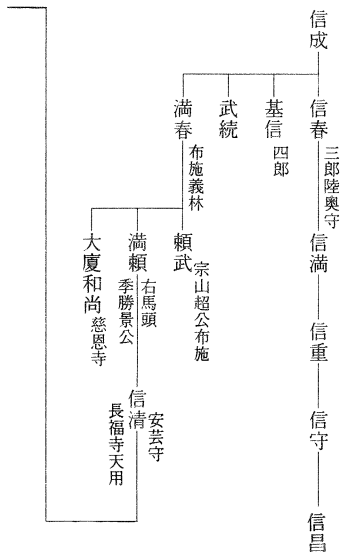 信成
信春
三郎陸奥守
信満
信重
信守
信昌
基信
四郎
武続
満春
布施義林
頼武
宗山超公布施
満頼
右馬頭
季勝景公
信清
安芸守
長福寺天用
大廈和尚
慈恩寺